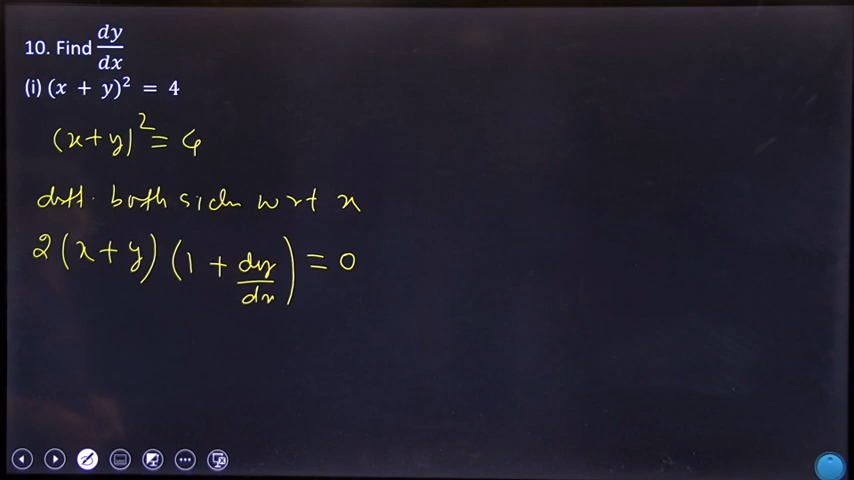 10. Find dy/dx
(i) (x + y)² = 4
(x+y)² = 4
diff. both sides wrt x
2(x+y)(1 + dy/dx) = 0